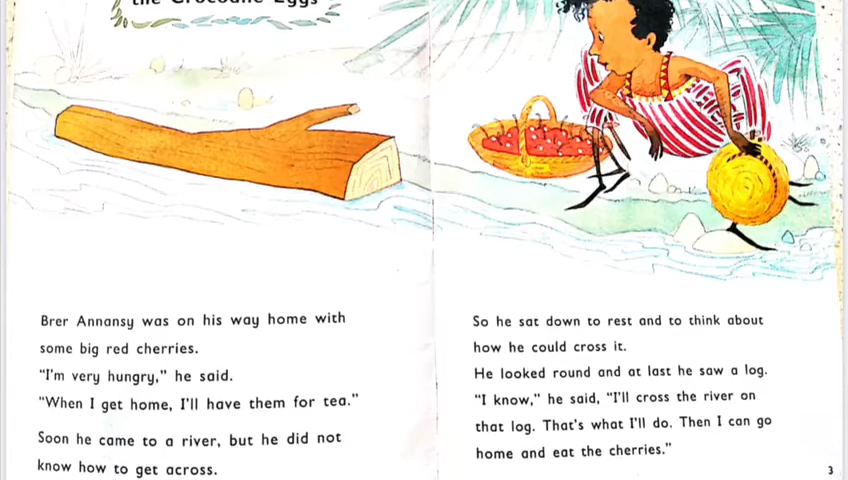 the Crocodile Eggs
Brer Annansy was on his way home with
some big red cherries.
"I'm very hungry," he said.
"When I get home, I'll have them for tea."
Soon he came to a river, but he did not
know how to get across.
So he sat down to rest and to think about
how he could cross it.
He looked round and at last he saw a log.
"I know," he said, "I'll cross the river on
that log. That's what I'll do. Then I can go
home and eat the cherries."
3